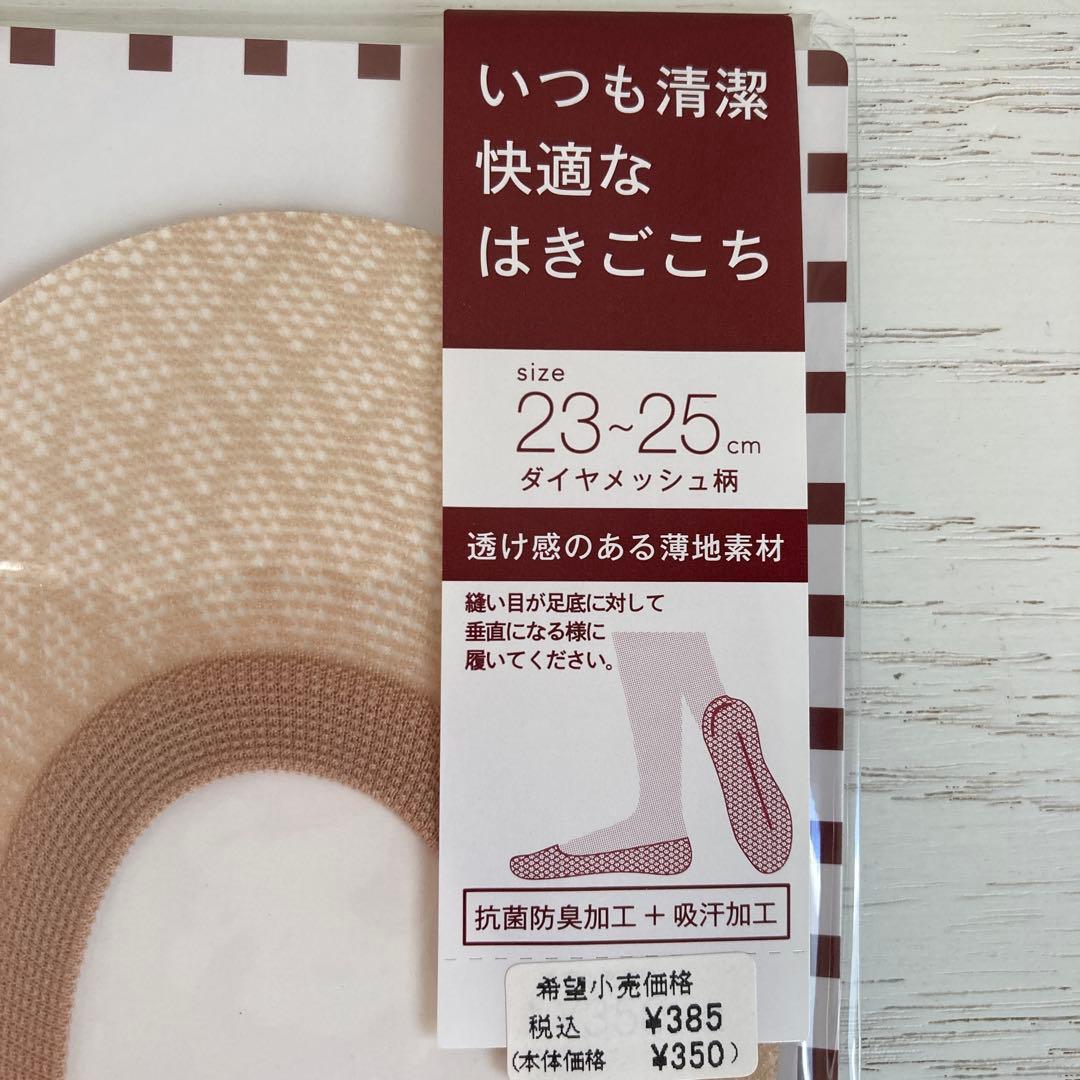 いつも清潔
快適な
はきごこち
size
23~25cm
ダイヤメッシュ柄
透け感のある薄地素材
縫い目が足底に対して
垂直になる様に
履いてください。
抗菌防臭加工+吸汗加工
希望小売価格
税込 ¥385
(本体価格 ¥350)